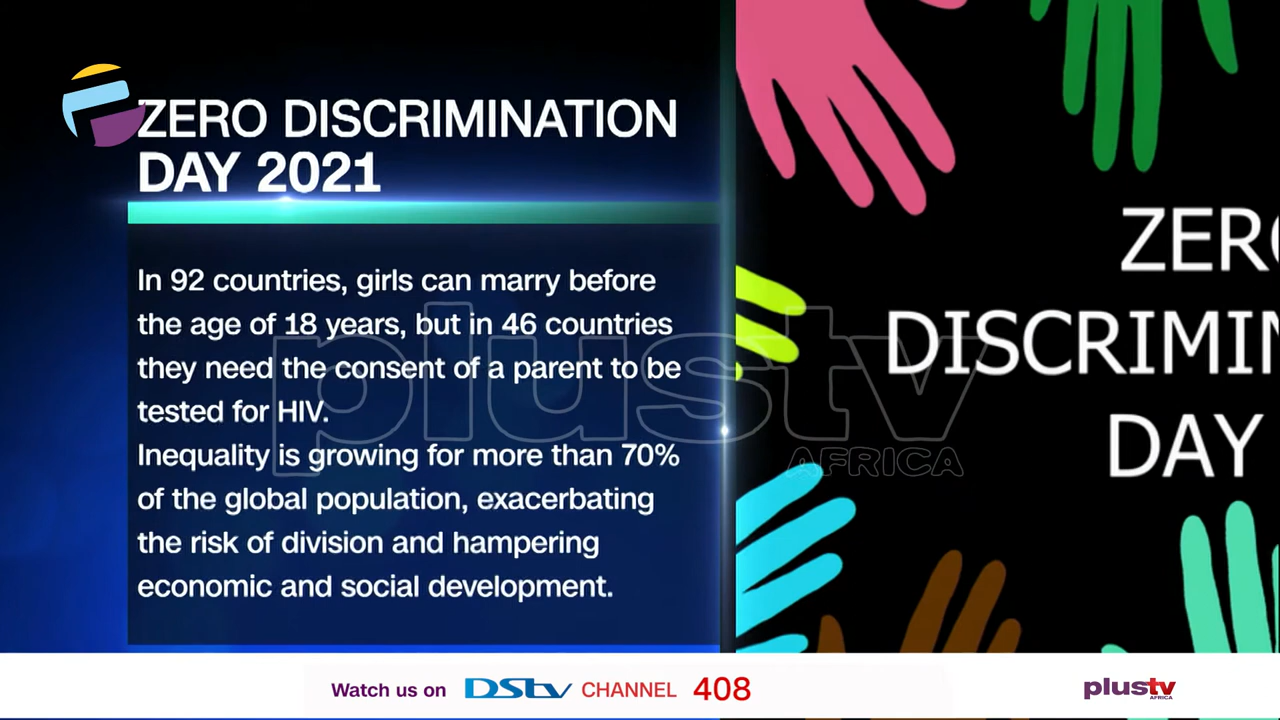 ZERO DISCRIMINATION
DAY 2021
In 92 countries, girls can marry before
the age of 18 years, but in 46 countries
they need the consent of a parent to be
tested for HIV.
Inequality is growing for more than 70%
of the global population, exacerbating
the risk of division and hampering
economic and social development.
ZERO
DISCRIMIN
DAY
plustv
AFRICA
Watch us on DStv CHANNEL 408
plustv
AFRICA